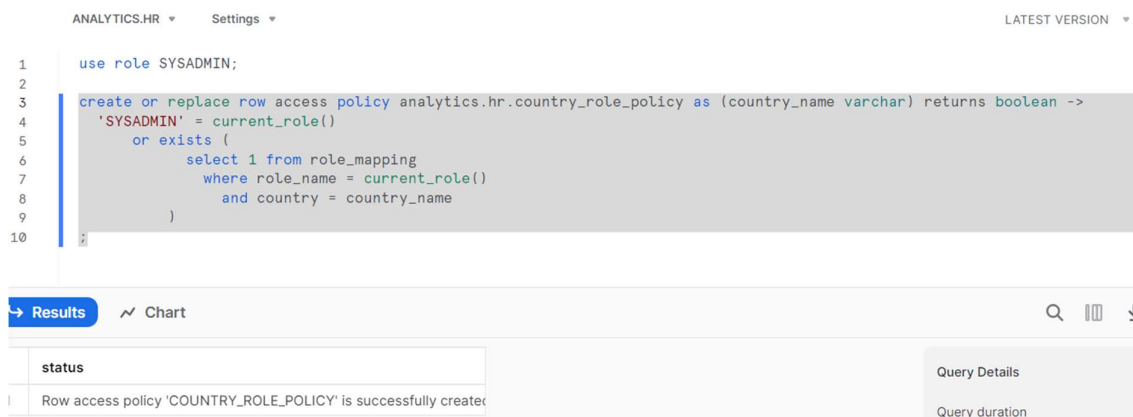 ANALYTICS.HR Settings LATEST VERSION
1 use role SYSADMIN;
2
3 create or replace row access policy analytics.hr.country_role_policy as (country_name varchar) returns boolean ->
4 'SYSADMIN' = current_role()
5 or exists (
6 select 1 from role_mapping
7 where role_name = current_role()
8 and country = country_name
9 )
10 ;
Results Chart
status
Row access policy 'COUNTRY_ROLE_POLICY' is successfully created
Query Details
Query duration